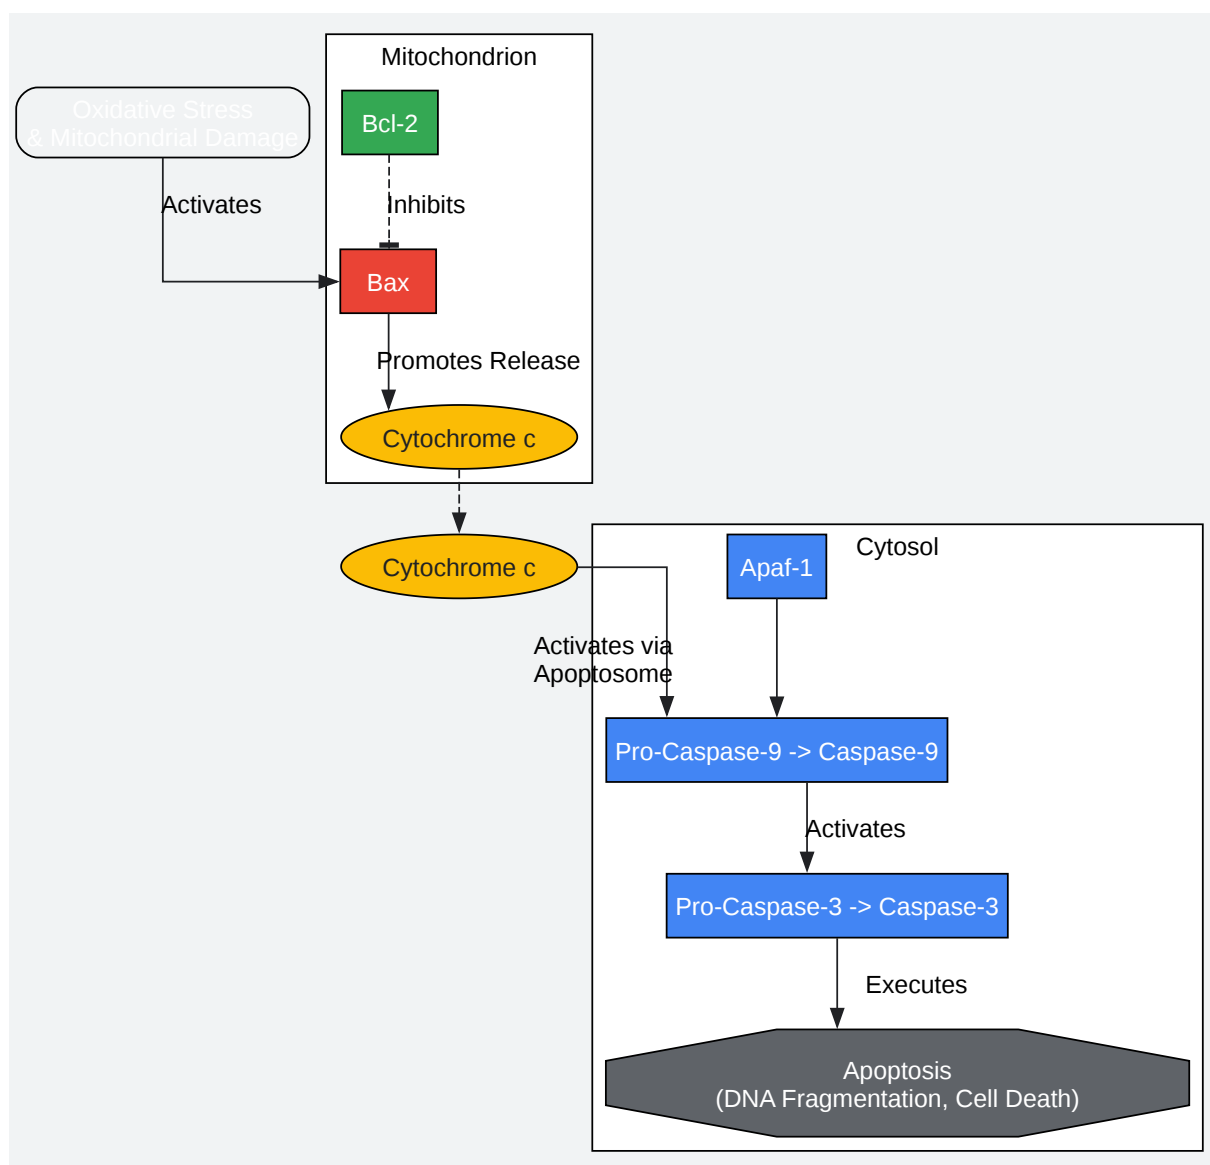 Mitochondrion
Oxidative Stress
& Mitochondrial Damage
Bcl-2
Activates
Inhibits
Bax
Promotes Release
Cytochrome c
Cytochrome c
Cytosol
Apaf-1
Activates via
Apoptosome
Pro-Caspase-9 -> Caspase-9
Activates
Pro-Caspase-3 -> Caspase-3
Executes
Apoptosis
(DNA Fragmentation, Cell Death)